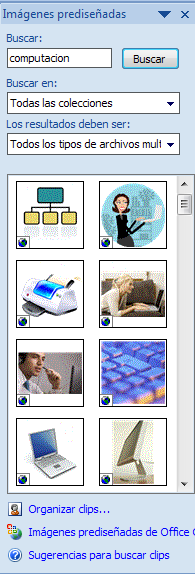 Imágenes prediseñadas
Buscar:
computacion
Buscar
Buscar en:
Todas las colecciones
Los resultados deben ser:
Todos los tipos de archivos mult
Organizar clips...
Imágenes prediseñadas de Office O
Sugerencias para buscar clips